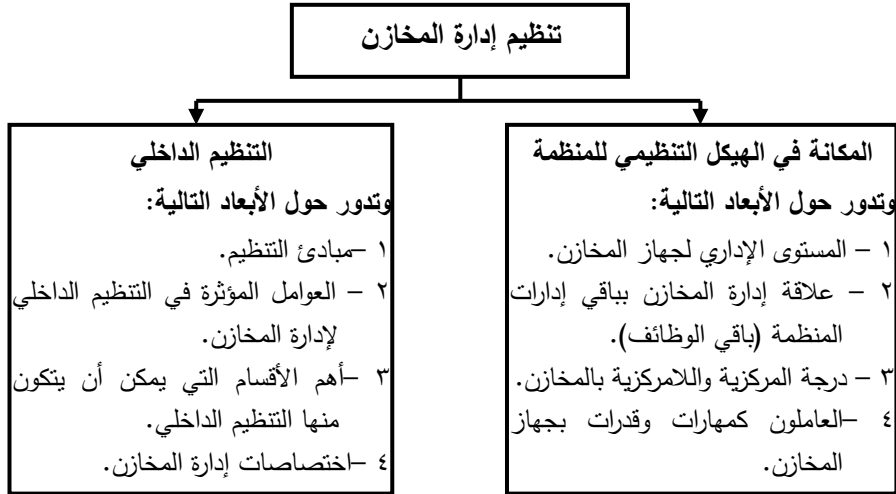 تنظيم إدارة المخازن
المكانة في الهيكل التنظيمي للمنظمة
وتدور حول الأبعاد التالية:
١ – المستوى الإداري لجهاز المخازن.
٢ – علاقة إدارة المخازن بباقي إدارات
المنظمة (باقي الوظائف).
٣ – درجة المركزية واللامركزية بالمخازن.
٤ –العاملون كمهارات وقدرات بجهاز
المخازن.
التنظيم الداخلي
وتدور حول الأبعاد التالية:
١ –مبادئ التنظيم.
٢ – العوامل المؤثرة في التنظيم الداخلي
لإدارة المخازن.
٣ –أهم الأقسام التي يمكن أن يتكون
منها التنظيم الداخلي.
٤ –اختصاصات إدارة المخازن.